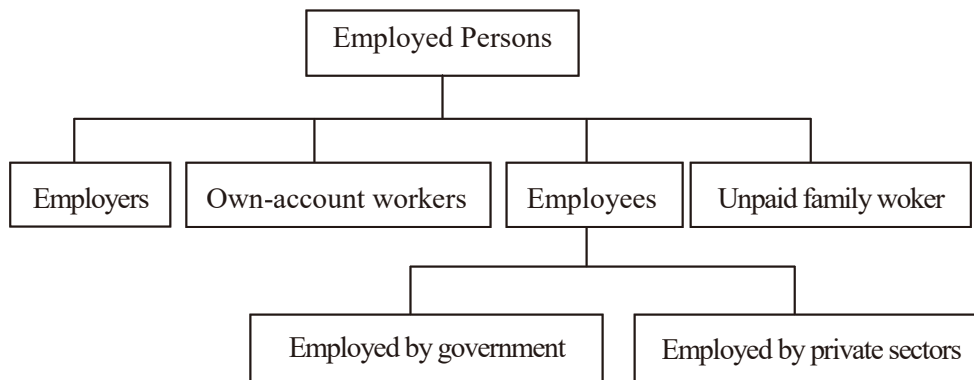 Employed Persons
Employers
Own-account workers
Employees
Unpaid family woker
Employed by government
Employed by private sectors